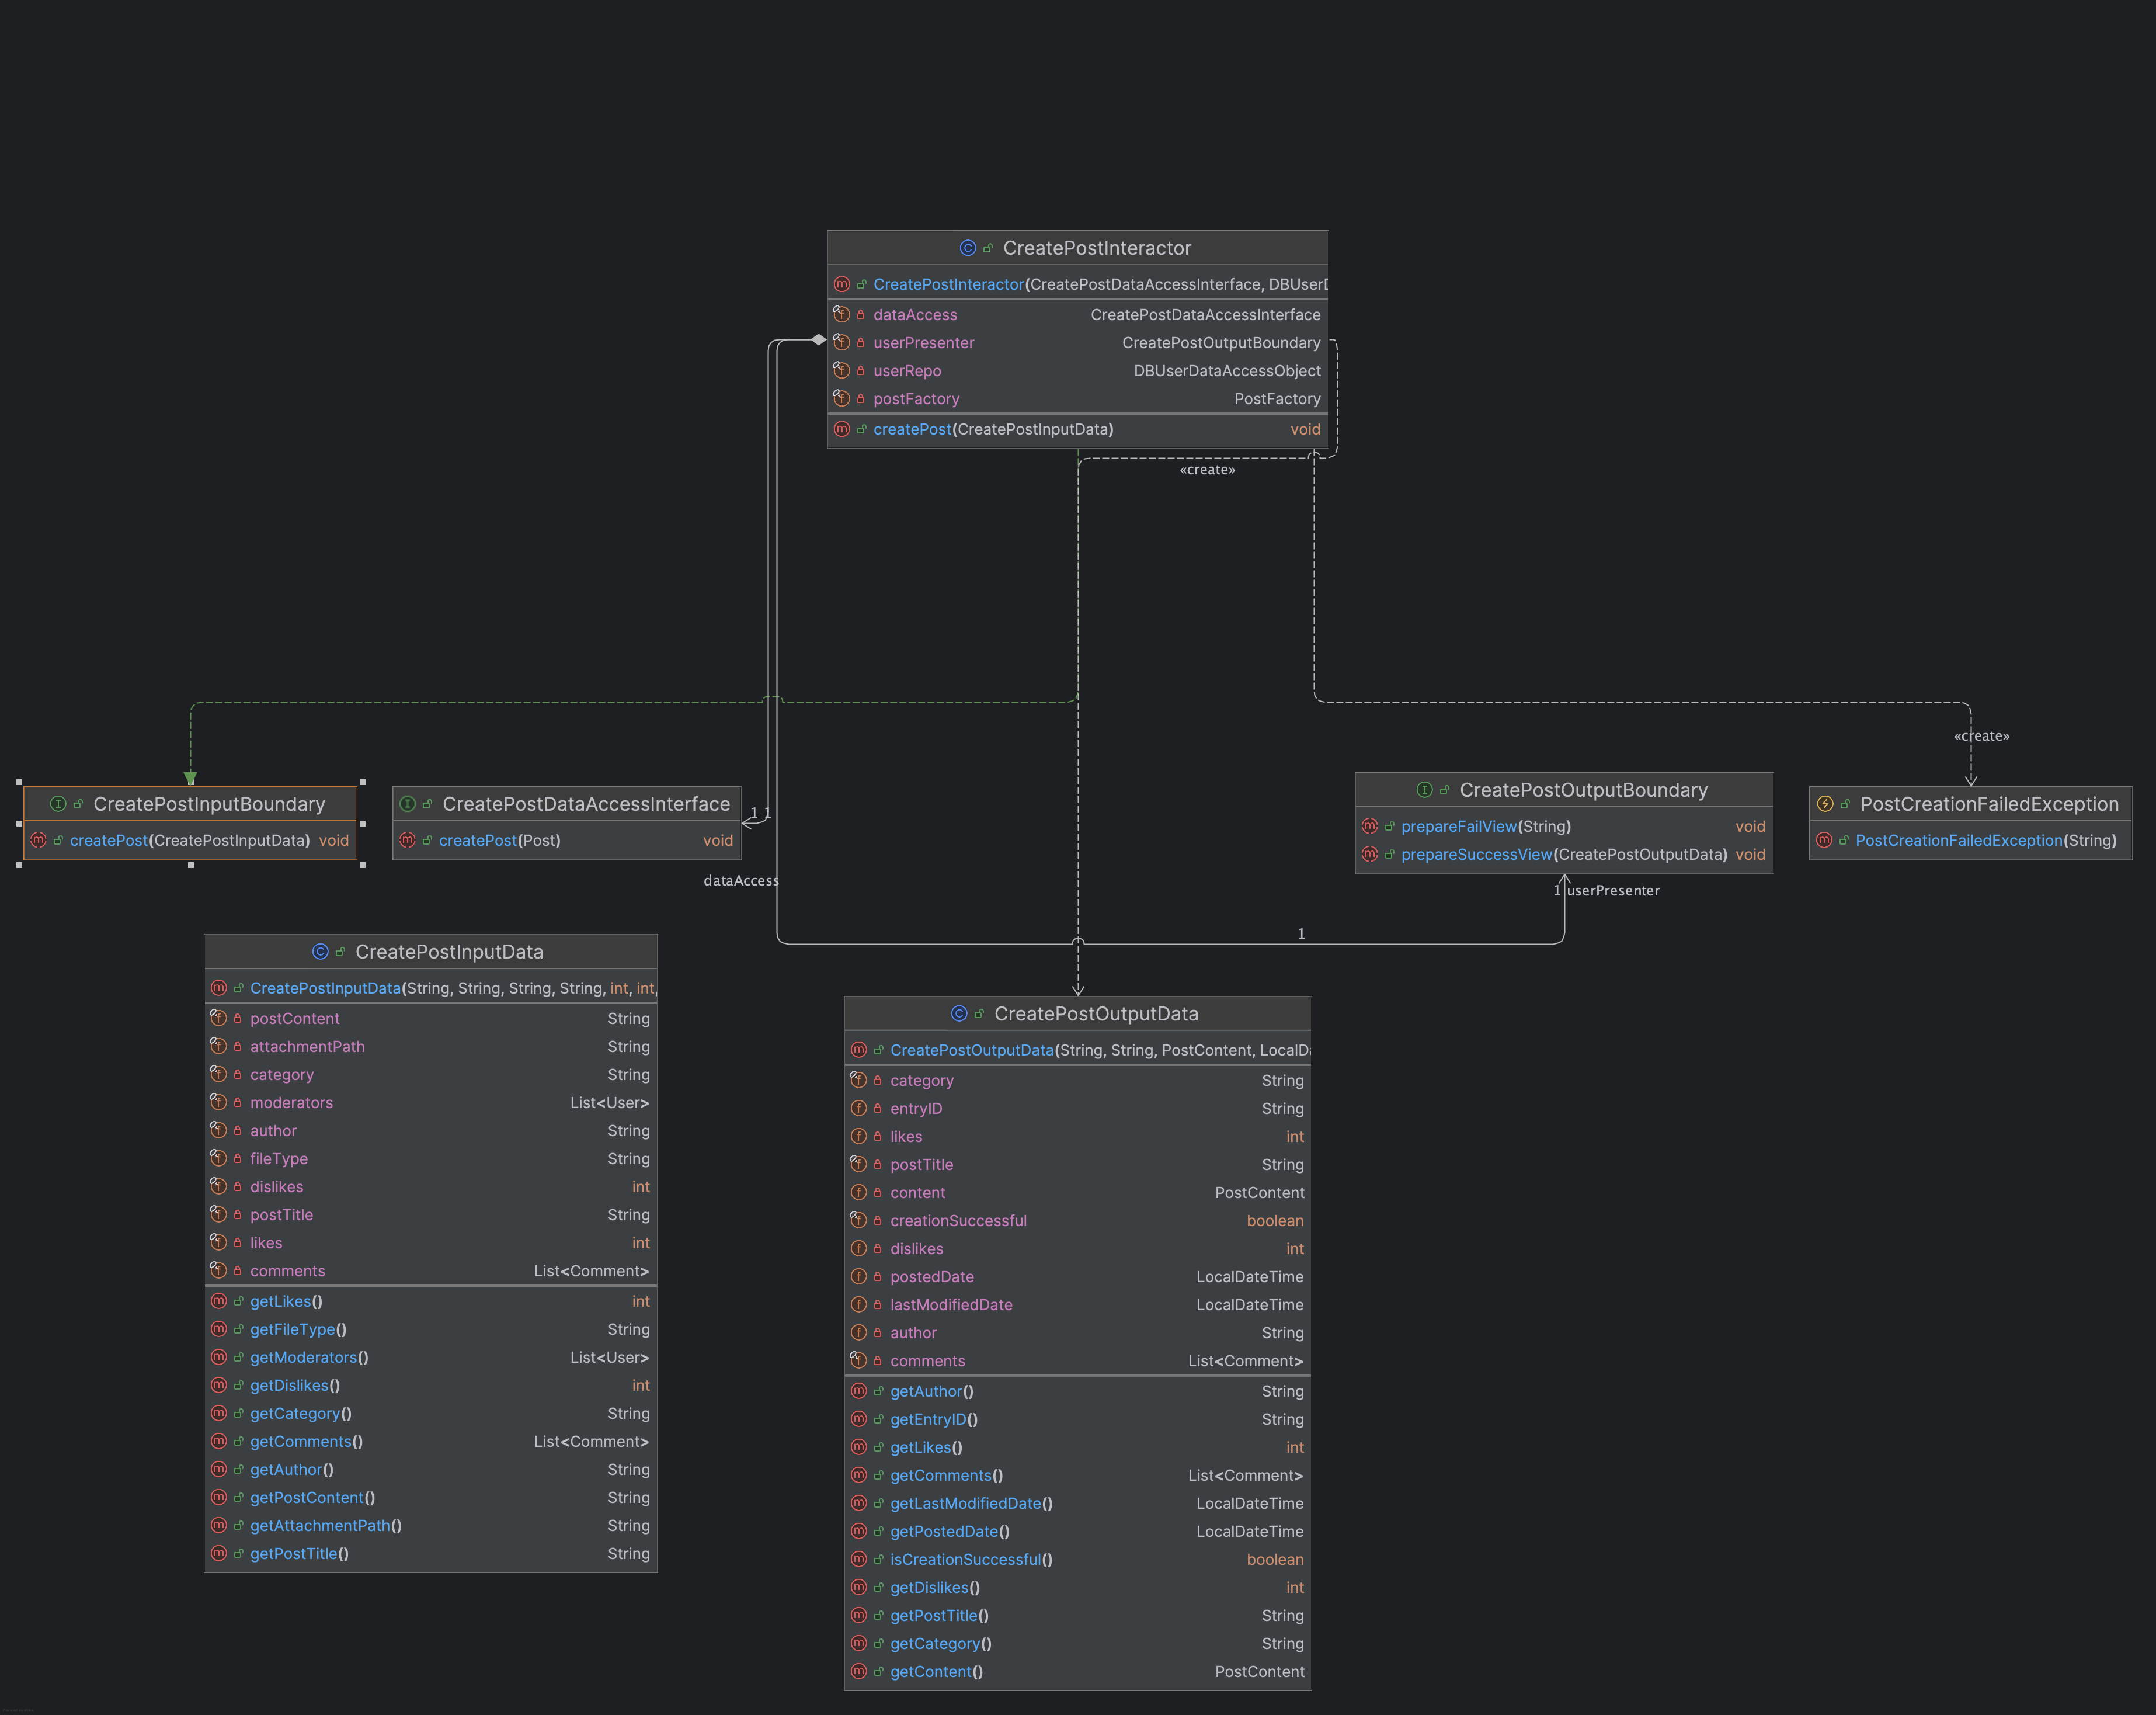 CreatePostInteractor
CreatePostInteractor(CreatePostDataAccessInterface, DBUserD
dataAccess CreatePostDataAccessInterface
userPresenter CreatePostOutputBoundary
userRepo DBUserDataAccessObject
postFactory PostFactory
createPost(CreatePostInputData) void
«create»
«create»
CreatePostInputBoundary
createPost(CreatePostInputData) void
CreatePostDataAccessInterface
createPost(Post) void
1 1
dataAccess
CreatePostOutputBoundary
prepareFailView(String) void
prepareSuccessView(CreatePostOutputData) void
1 userPresenter
1
PostCreationFailedException
PostCreationFailedException(String)
CreatePostInputData
CreatePostInputData(String, String, String, String, int, int,
postContent String
attachmentPath String
category String
moderators List<User>
author String
fileType String
dislikes int
postTitle String
likes int
comments List<Comment>
getLikes() int
getFileType() String
getModerators() List<User>
getDislikes() int
getCategory() String
getComments() List<Comment>
getAuthor() String
getPostContent() String
getAttachmentPath() String
getPostTitle() String
CreatePostOutputData
CreatePostOutputData(String, String, PostContent, LocalDa
category String
entryID String
likes int
postTitle String
content PostContent
creationSuccessful boolean
dislikes int
postedDate LocalDateTime
lastModifiedDate LocalDateTime
author String
comments List<Comment>
getAuthor() String
getEntryID() String
getLikes() int
getComments() List<Comment>
getLastModifiedDate() LocalDateTime
getPostedDate() LocalDateTime
isCreationSuccessful() boolean
getDislikes() int
getPostTitle() String
getCategory() String
getContent() PostContent